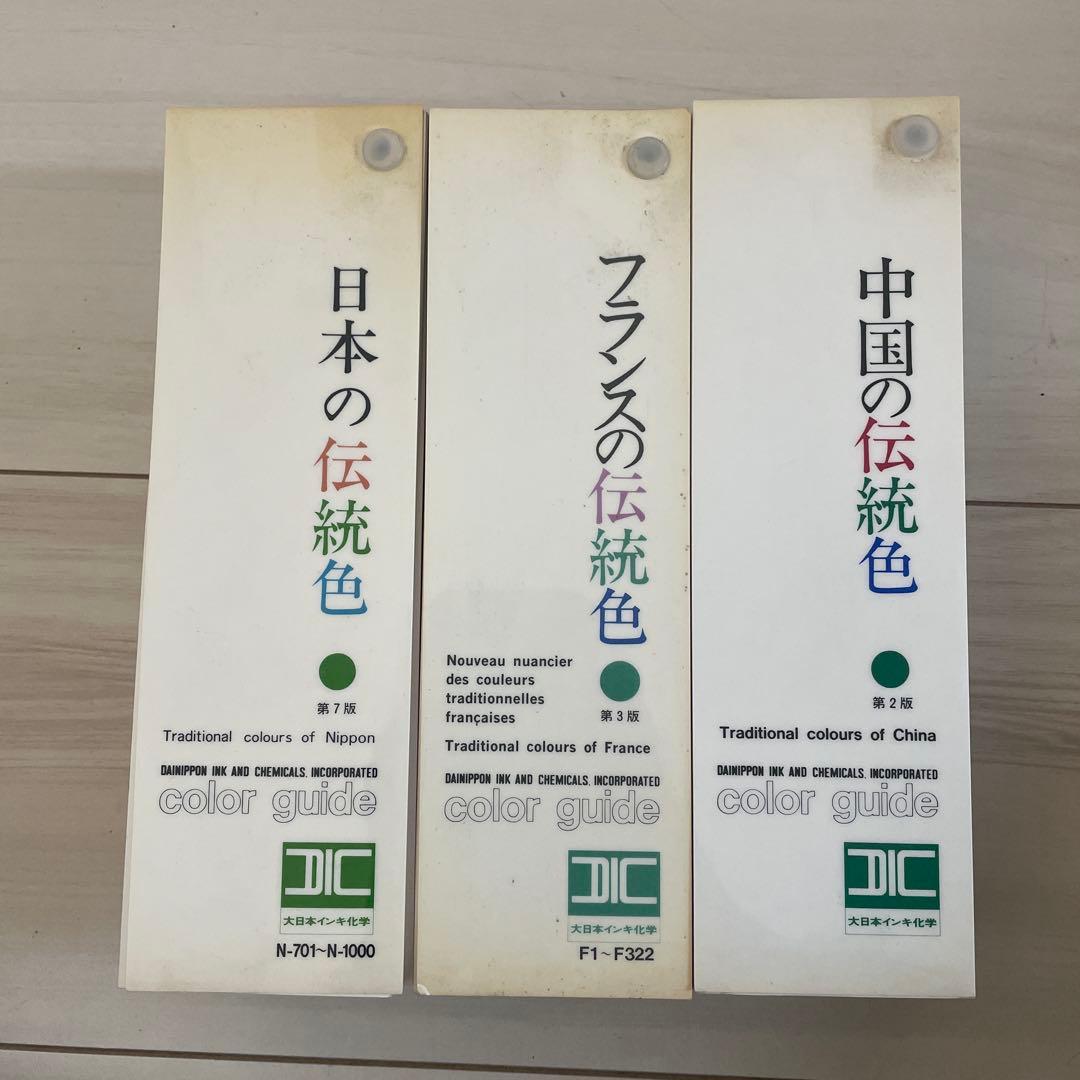 日本の伝統色
第7版
Traditional colours of Nippon
DAINIPPON INK AND CHEMICALS, INCORPORATED
color guide
DIC
大日本インキ化学
N-701~N-1000
フランスの伝統色
Nouveau nuancier
des couleurs
traditionnelles
françaises
第3版
Traditional colours of France
DAINIPPON INK AND CHEMICALS, INCORPORATED
color guide
DIC
大日本インキ化学
F1~F322
中国の伝統色
第2版
Traditional colours of China
DAINIPPON INK AND CHEMICALS, INCORPORATED
color guide
DIC
大日本インキ化学